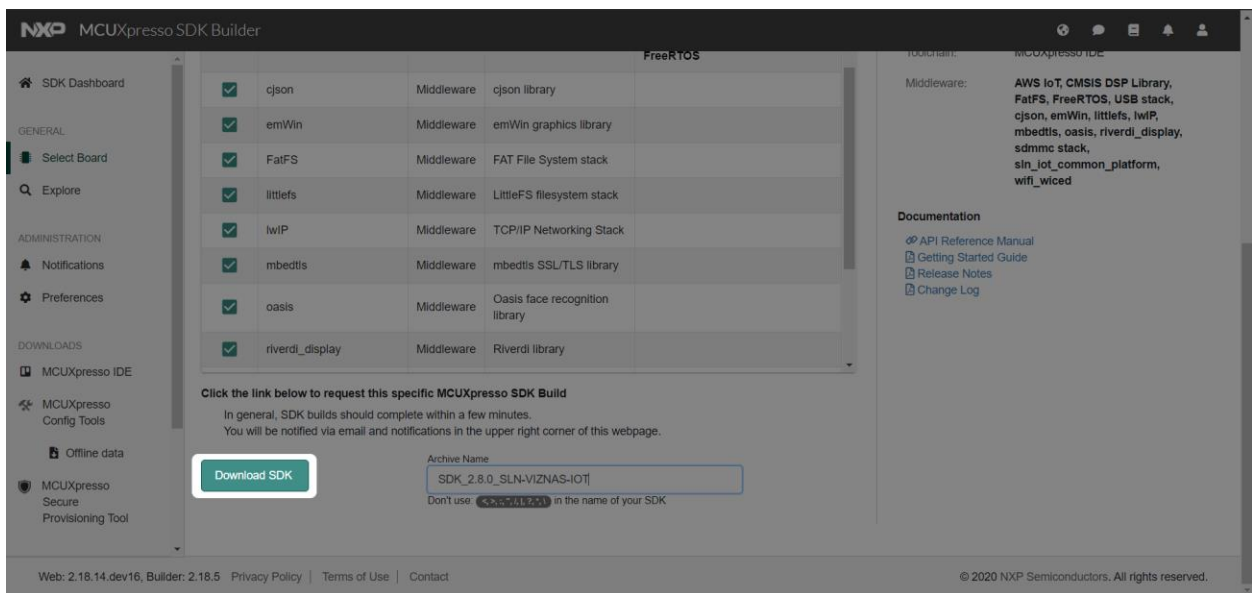 NXP MCUXpresso SDK Builder
SDK Dashboard
GENERAL
Select Board
Explore
ADMINISTRATION
Notifications
Preferences
DOWNLOADS
MCUXpresso IDE
MCUXpresso
Config Tools
Offline data
MCUXpresso
Secure
Provisioning Tool
FreeRTOS
cjson Middleware cjson library
emWin Middleware emWin graphics library
FatFS Middleware FAT File System stack
littlefs Middleware LittleFS filesystem stack
lwIP Middleware TCP/IP Networking Stack
mbedtls Middleware mbedtls SSL/TLS library
oasis Middleware Oasis face recognition
library
riverdi_display Middleware Riverdi library
Click the link below to request this specific MCUXpresso SDK Build
In general, SDK builds should complete within a few minutes.
You will be notified via email and notifications in the upper right corner of this webpage.
Download SDK
Archive Name
SDK_2.8.0_SLN-VIZNAS-IOT
Don't use: in the name of your SDK
Toolchain: MCUXpresso IDE
Middleware: AWS IoT, CMSIS DSP Library,
FatFS, FreeRTOS, USB stack,
cjson, emWin, littlefs, lwIP,
mbedtls, oasis, riverdi_display,
sdmmc stack,
sln_iot_common_platform,
wifi_wiced
Documentation
API Reference Manual
Getting Started Guide
Release Notes
Change Log
Web: 2.18.14.dev16, Builder: 2.18.5 Privacy Policy | Terms of Use | Contact
© 2020 NXP Semiconductors. All rights reserved.